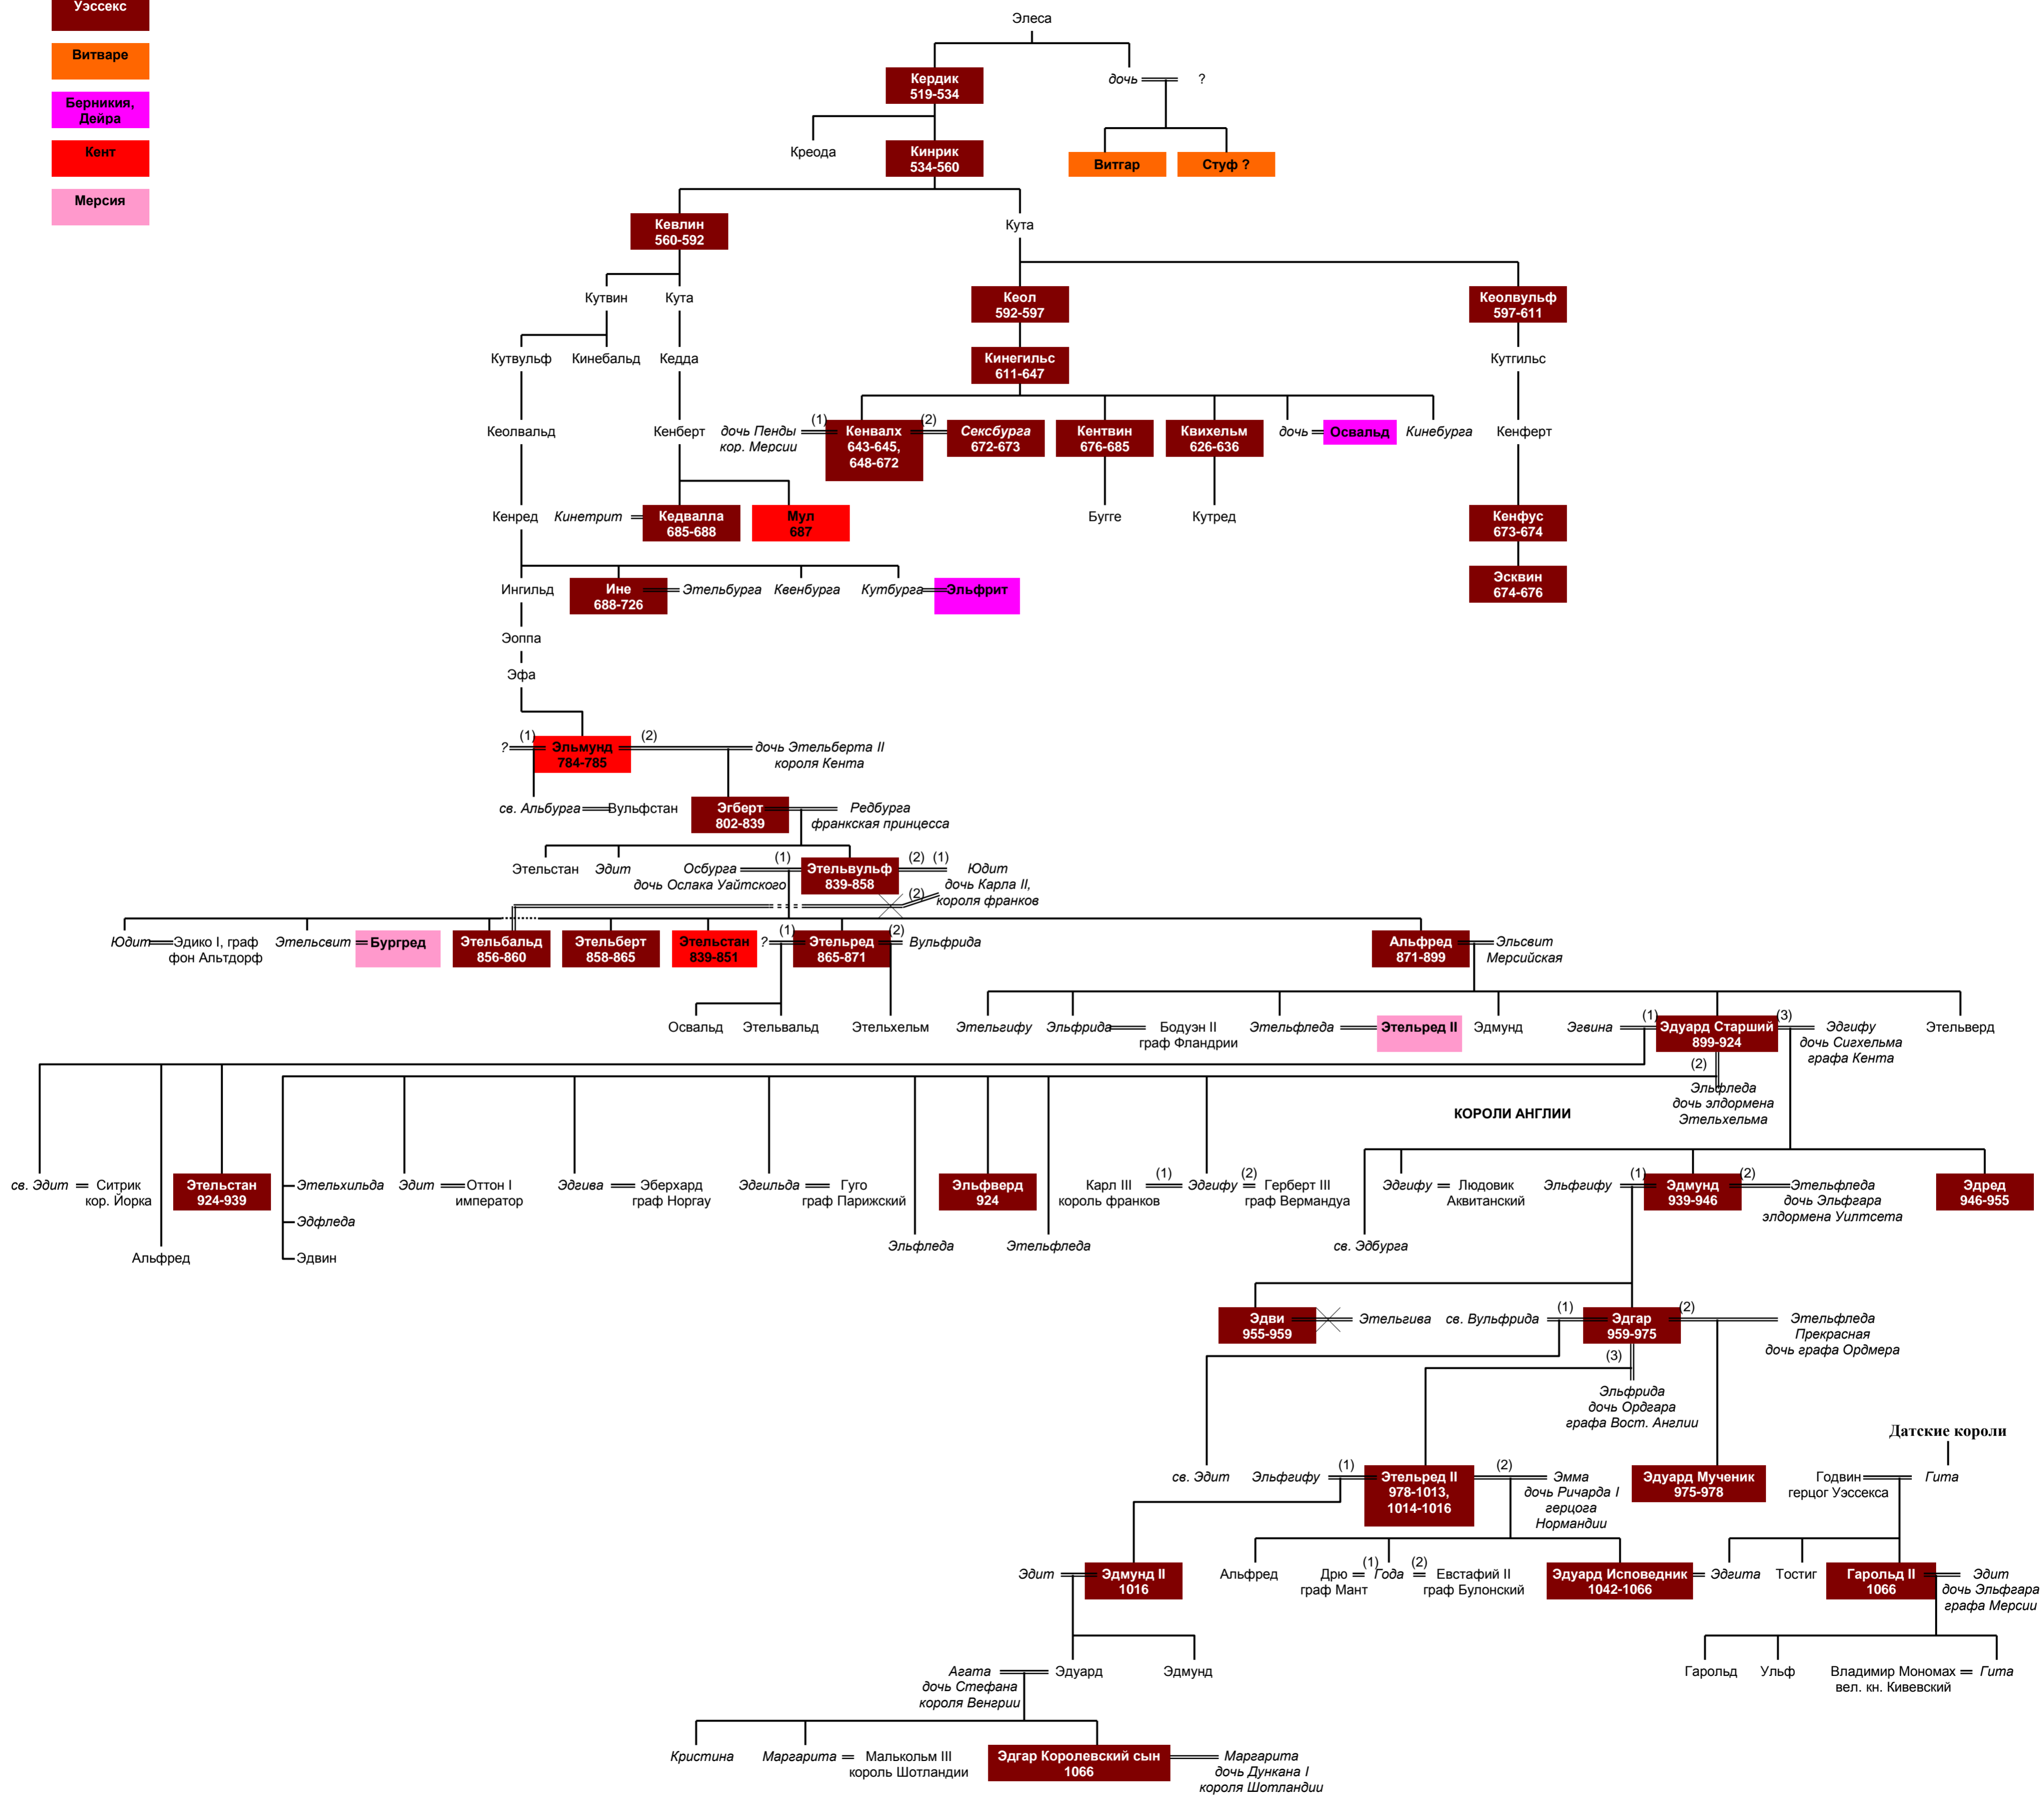 Уэссекс
Витваре
Берникия,
Дейра
Кент
Мерсия
Элеса
Кердик
519-534
дочь
?
Креода
Кинрик
534-560
Витгар
Стуф ?
Кевлин
560-592
Кута
Кутвин
Кута
Кеол
592-597
Кеолвульф
597-611
Кутвульф
Кинебальд
Кедда
Кинегильс
611-647
Кутгильс
Кеолвальд
Кенберт
дочь Пенды
кор. Мерсии
(1)
Кенвалх
643-645,
648-672
(2)
Сексбурга
672-673
Кентвин
676-685
Квихельм
626-636
дочь
Освальд
Кинебурга
Кенферт
Кенред
Кинетрит
Кедвалла
685-688
Мул
687
Бугге
Кутред
Кенфус
673-674
Ингильд
Ине
688-726
Этельбурга
Квенбурга
Кутбурга
Эльфрит
Эсквин
674-676
Эоппа
Эфа
?
(1)
Эльмунд
784-785
(2)
дочь Этельберта II
короля Кента
св. Альбурга
Вульфстан
Эгберт
802-839
Редбурга
франкская принцесса
Этельстан
Эдит
Осбурга
дочь Ослака Уайтского
(1)
Этельвульф
839-858
(2)
(1)
Юдит
дочь Карла II,
короля франков
(2)
Юдит
Эдико I, граф
фон Альтдорф
Этельсвит
Бургред
Этельбальд
856-860
Этельберт
858-865
Этельстан
839-851
?
(1)
Этельред
865-871
(2)
Вульфрида
Альфред
871-899
Эльсвит
Мерсийская
Освальд
Этельвальд
Этельхельм
Этельгифу
Эльфрида
Бодуэн II
граф Фландрии
Этельфледа
Этельред II
Эдмунд
Эгвина
(1)
Эдуард Старший
899-924
(3)
Эдгифу
дочь Сигхельма
графа Кента
Этельверд
(2)
Эльфледа
дочь элдормена
Этельхельма
КОРОЛИ АНГЛИИ
св. Эдит
Ситрик
кор. Йорка
Альфред
Этельстан
924-939
Этельхильда
Эдфледа
Эдвин
Эдит
Оттон I
император
Эдгива
Эберхард
граф Норгау
Эдгильда
Гуго
граф Парижский
Эльфледа
Эльфверд
924
Этельфледа
Карл III
король франков
(1)
Эдгифу
(2)
Герберт III
граф Вермандуа
св. Эдбурга
Эдгифу
Людовик
Аквитанский
Эльфгифу
(1)
Эдмунд
939-946
(2)
Этельфледа
дочь Эльфгара
элдормена Уилтсета
Эдред
946-955
Эдви
955-959
Этельгива
св. Вульфрида
(1)
Эдгар
959-975
(2)
Этельфледа
Прекрасная
дочь графа Ордмера
(3)
Эльфрида
дочь Ордгара
графа Вост. Англии
Датские короли
св. Эдит
Эльфгифу
(1)
Этельред II
978-1013,
1014-1016
(2)
Эмма
дочь Ричарда I
герцога
Нормандии
Эдуард Мученик
975-978
Годвин
герцог Уэссекса
Гита
Эдит
Эдмунд II
1016
Альфред
Дрю
граф Мант
(1)
Года
(2)
Евстафий II
граф Булонский
Эдуард Исповедник
1042-1066
Эдгита
Тостиг
Гарольд II
1066
Эдит
дочь Эльфгара
графа Мерсии
Агата
дочь Стефана
короля Венгрии
Эдуард
Эдмунд
Гарольд
Ульф
Владимир Мономах
вел. кн. Кивевский
Гита
Кристина
Маргарита
Малькольм III
король Шотландии
Эдгар Королевский сын
1066
Маргарита
дочь Дункана I
короля Шотландии